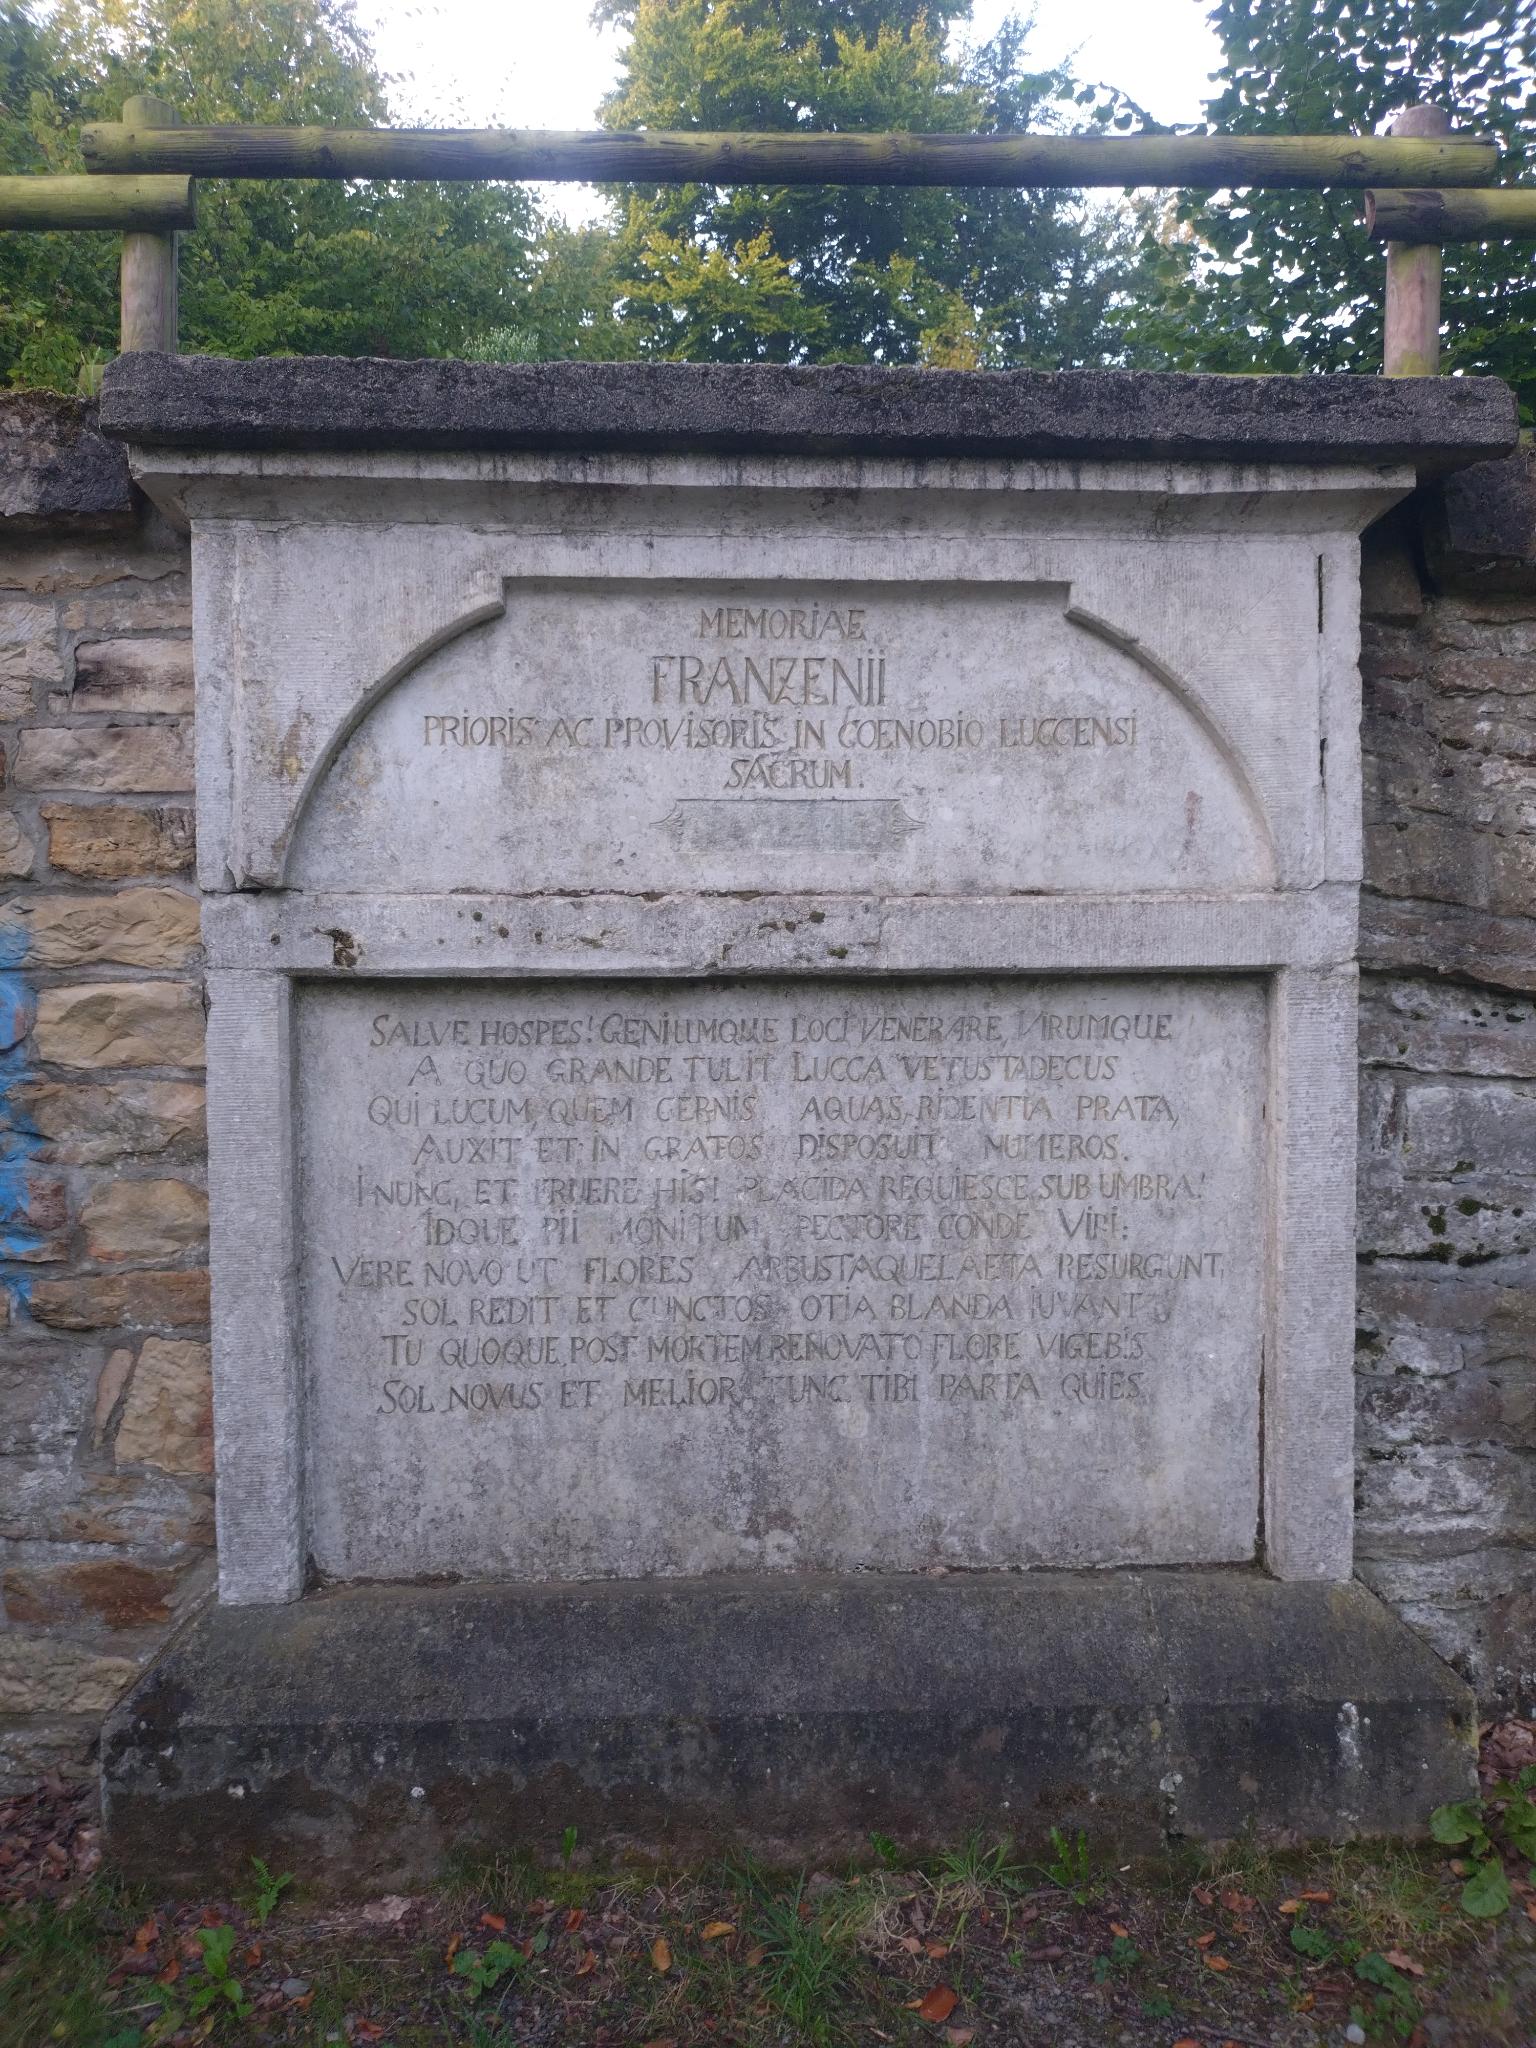 MEMORIAE
FRANZENII
PRIORIS AC PROVISORIS IN COENOBIO LUCCENSI
SACRUM.
SALVE HOSPES! GENIUMQUE LOCI VENERARE, VIRUMQUE
A QUO GRANDE TULIT LUCCA VETUSTA DECUS
QUI LUCUM, QUEM CERNIS AQUAS, RIDENTIA PRATA,
AUXIT ET IN GRATOS DISPOSUIT NUMEROS.
I NUNC, ET FRUERE HIS! PLACIDA REQUIESCE SUB UMBRA!
IDQUE PII MONITUM PECTORE CONDE VIRI:
VERE NOVO UT FLORES ARBUSTAQUE LAETA RESURGUNT,
SOL REDIT ET CUNCTOS OTIA BLANDA IUVANT;
TU QUOQUE POST MORTEM RENOVATO FLORE VIGEBIS
SOL NOVUS ET MELIOR, TUNC TIBI PARTA QUIES.